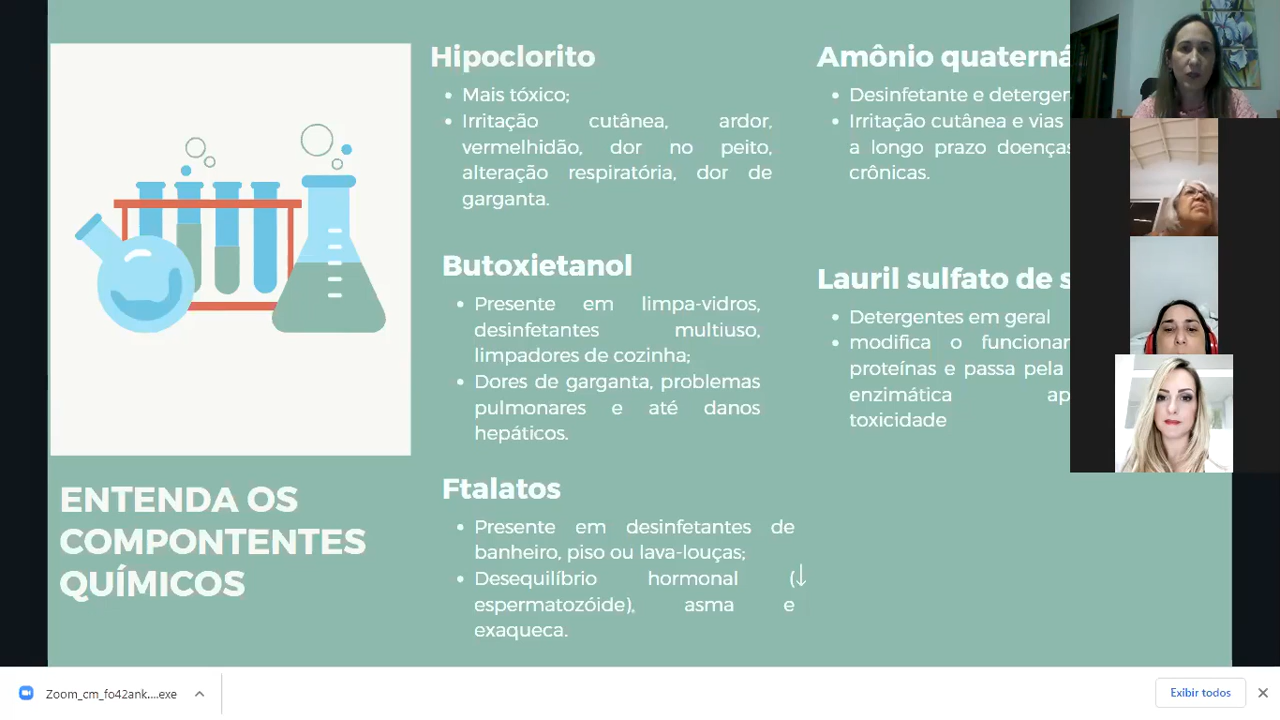 Hipoclorito
Mais tóxico;
Irritação cutânea, ardor,
vermelhidão, dor no peito,
alteração respiratória, dor de
garganta.
Butoxietanol
Presente em limpa-vidros,
desinfetantes multiuso,
limpadores de cozinha;
Dores de garganta, problemas
pulmonares e até danos
hepáticos.
Ftalatos
Presente em desinfetantes de
banheiro, piso ou lava-louças;
Desequilíbrio hormonal (↓
espermatozóide), asma e
exaqueca.
Amônio
Desinfetante e
Irritação cutânea e vias
a longo prazo doenças
crônicas.
Lauril sulfato de
Detergentes em geral
modifica o
proteínas e passa pela
enzimática
toxicidade
ENTENDA OS
COMPONTENTES
QUÍMICOS
Zoom_cm_fo42ank....exe
Exibir todos